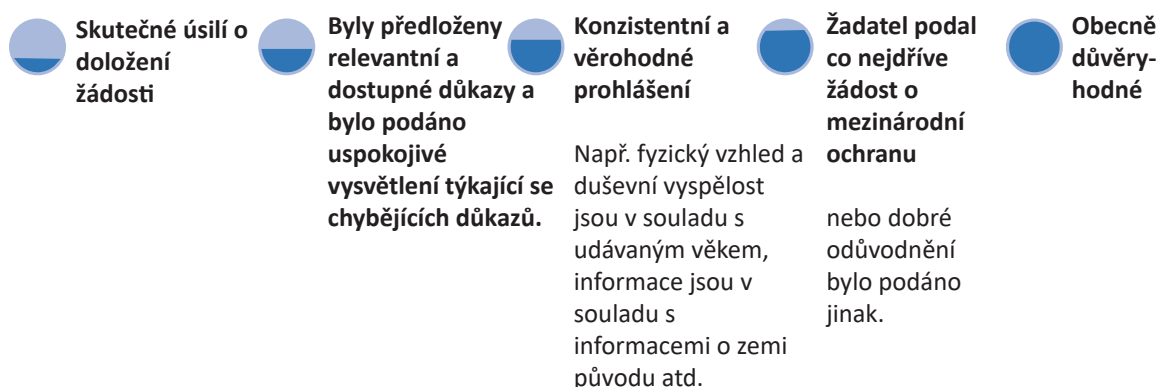 Skutečné úsilí o
doložení
žádosti
Byly předloženy
relevantní a
dostupné důkazy a
bylo podáno
uspokojivé
vysvětlení týkající se
chybějících důkazů.
Konzistentní a
věrohodné
prohlášení
Např. fyzický vzhled a
duševní vyspělost
jsou v souladu s
udávaným věkem,
informace jsou v
souladu s
informacemi o zemi
původu atd.
Žadatel podal
co nejdříve
žádost o
mezinárodní
ochranu
nebo dobré
odůvodnění
bylo podáno
jinak.
Obecně
důvěry-
hodné